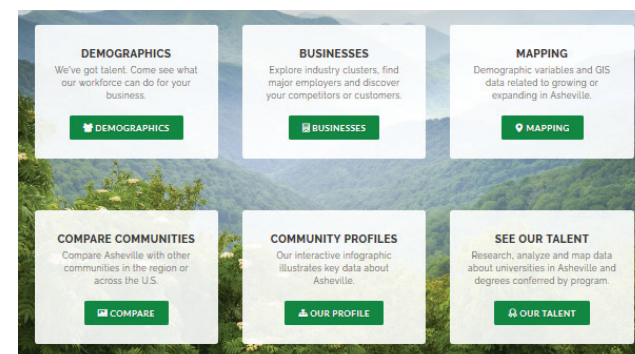 DEMOGRAPHICS
We've got talent. Come see what
our workforce can do for your
business.
DEMOGRAPHICS
BUSINESSES
Explore industry clusters, find
major employers and discover
your competitors or customers.
BUSINESSES
MAPPING
Demographic variables and GIS
data related to growing or
expanding in Asheville.
MAPPING
COMPARE COMMUNITIES
Compare Asheville with other
communities in the region or
across the U.S.
COMPARE
COMMUNITY PROFILES
Our interactive infographic
illustrates key data about
Asheville.
OUR PROFILE
SEE OUR TALENT
Research, analyze and map data
about universities in Asheville and
degrees conferred by program.
OUR TALENT